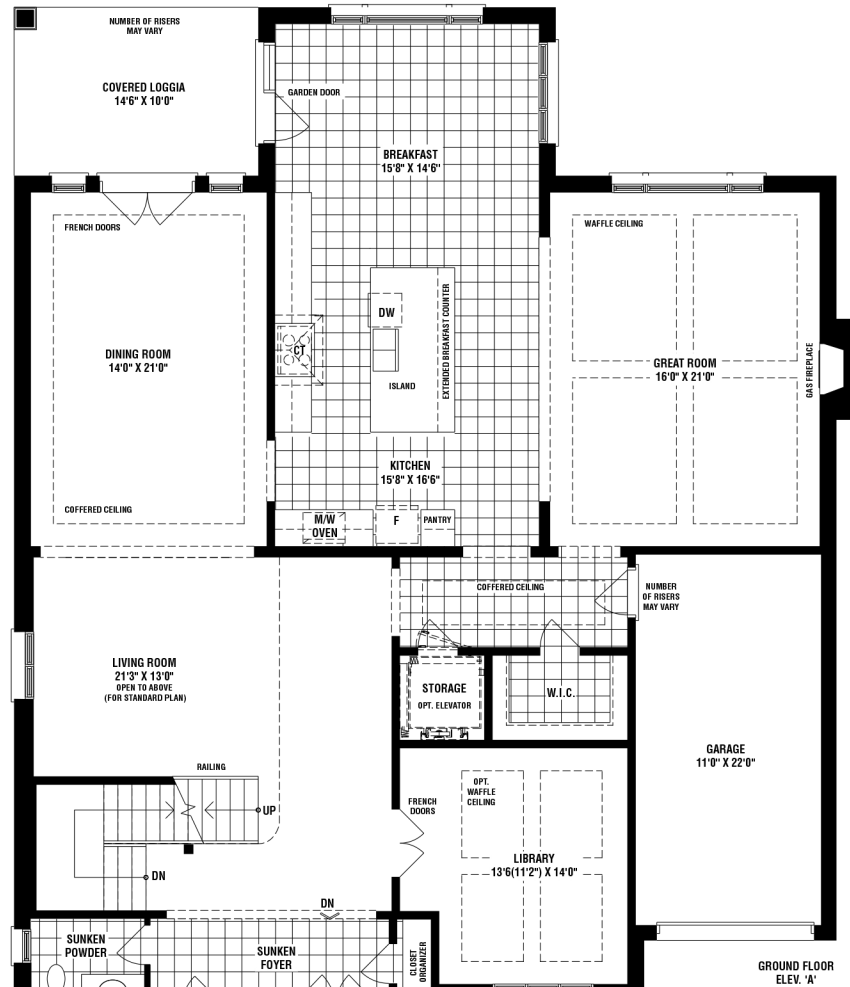 NUMBER OF RISERS
MAY VARY
COVERED LOGGIA
14'6" X 10'0"
GARDEN DOOR
BREAKFAST
15'8" X 14'6"
FRENCH DOORS
WAFFLE CEILING
DW
EXTENDED BREAKFAST COUNTER
CT
ISLAND
DINING ROOM
14'0" X 21'0"
GREAT ROOM
16'0" X 21'0"
GAS FIREPLACE
KITCHEN
15'8" X 16'6"
COFFERED CEILING
M/W
OVEN
F
PANTRY
COFFERED CEILING
NUMBER
OF RISERS
MAY VARY
LIVING ROOM
21'3" X 13'0"
OPEN TO ABOVE
(FOR STANDARD PLAN)
STORAGE
OPT. ELEVATOR
W.I.C.
GARAGE
11'0" X 22'0"
RAILING
UP
DN
FRENCH
DOORS
OPT.
WAFFLE
CEILING
LIBRARY
13'6(11'2") X 14'0"
DN
SUNKEN
POWDER
SUNKEN
FOYER
CLOSET
ORGANIZER
GROUND FLOOR
ELEV. 'A'